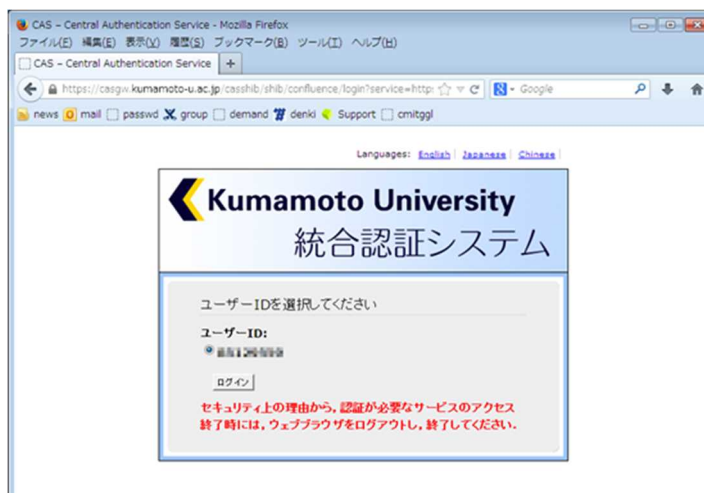 CAS – Central Authentication Service - Mozilla Firefox
ファイル(F) 編集(E) 表示(V) 履歴(S) ブックマーク(B) ツール(T) ヘルプ(H)
CAS – Central Authentication Service +
https://casgw.kumamoto-u.ac.jp/casshib/shib/confluence/login?service=http: Google
news mail passwd group demand denki Support cmitggl
Languages: English | Japanese | Chinese
Kumamoto University
統合認証システム
ユーザーIDを選択してください
ユーザーID:
ログイン
セキュリティ上の理由から，認証が必要なサービスのアクセス
終了時には，ウェブブラウザをログアウトし，終了してください．